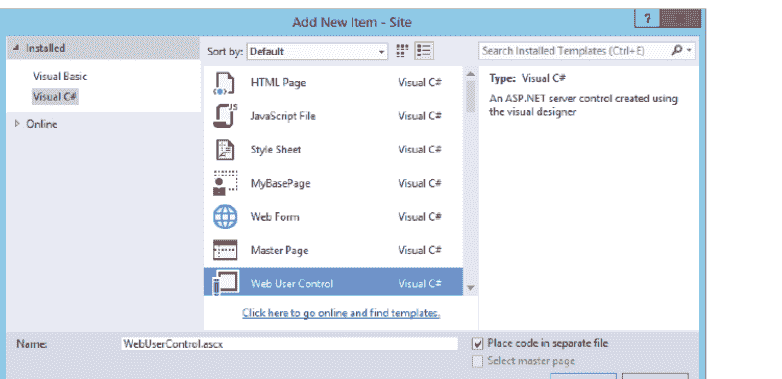 Add New Item - Site
?
Installed
Sort by: Default
Search Installed Templates (Ctrl+E)
Visual Basic
Visual C#
Online
HTML Page Visual C#
JavaScript File Visual C#
Style Sheet Visual C#
MyBasePage Visual C#
Web Form Visual C#
Master Page Visual C#
Web User Control Visual C#
Click here to go online and find templates.
Type: Visual C#
An ASP.NET server control created using
the visual designer
Name: WebUserControl.ascx
Place code in separate file
Select master page